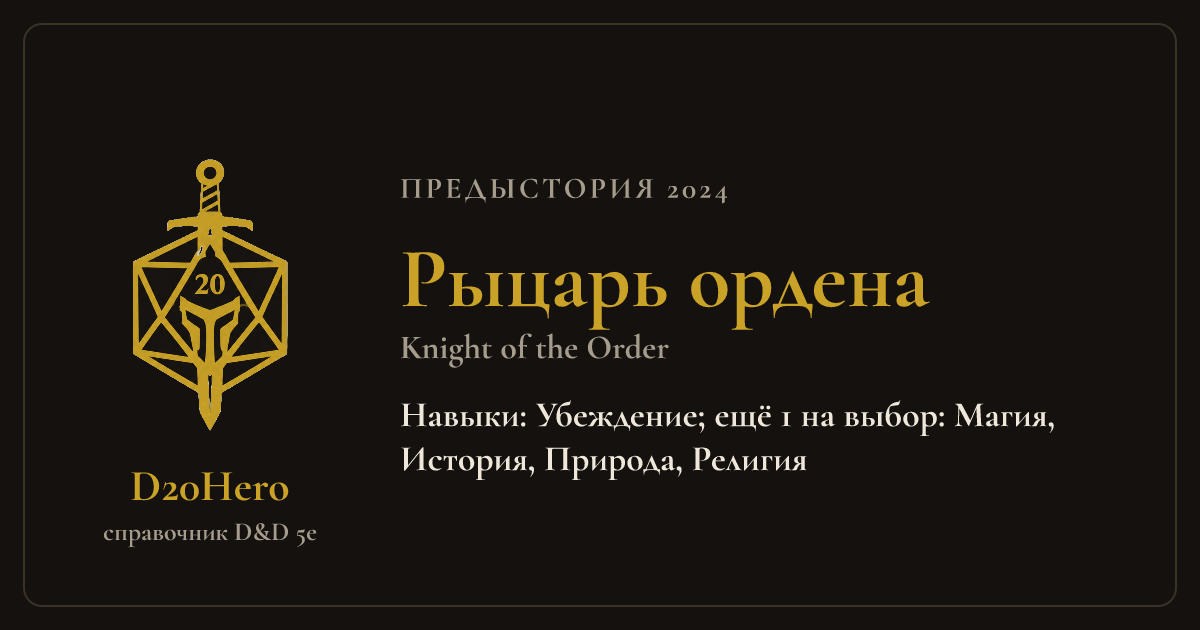 20
D20Hero
справочник D&D 5e
ПРЕДЫСТОРИЯ 2024
Рыцарь ордена
Knight of the Order
Навыки: Убеждение; ещё 1 на выбор: Магия,
История, Природа, Религия